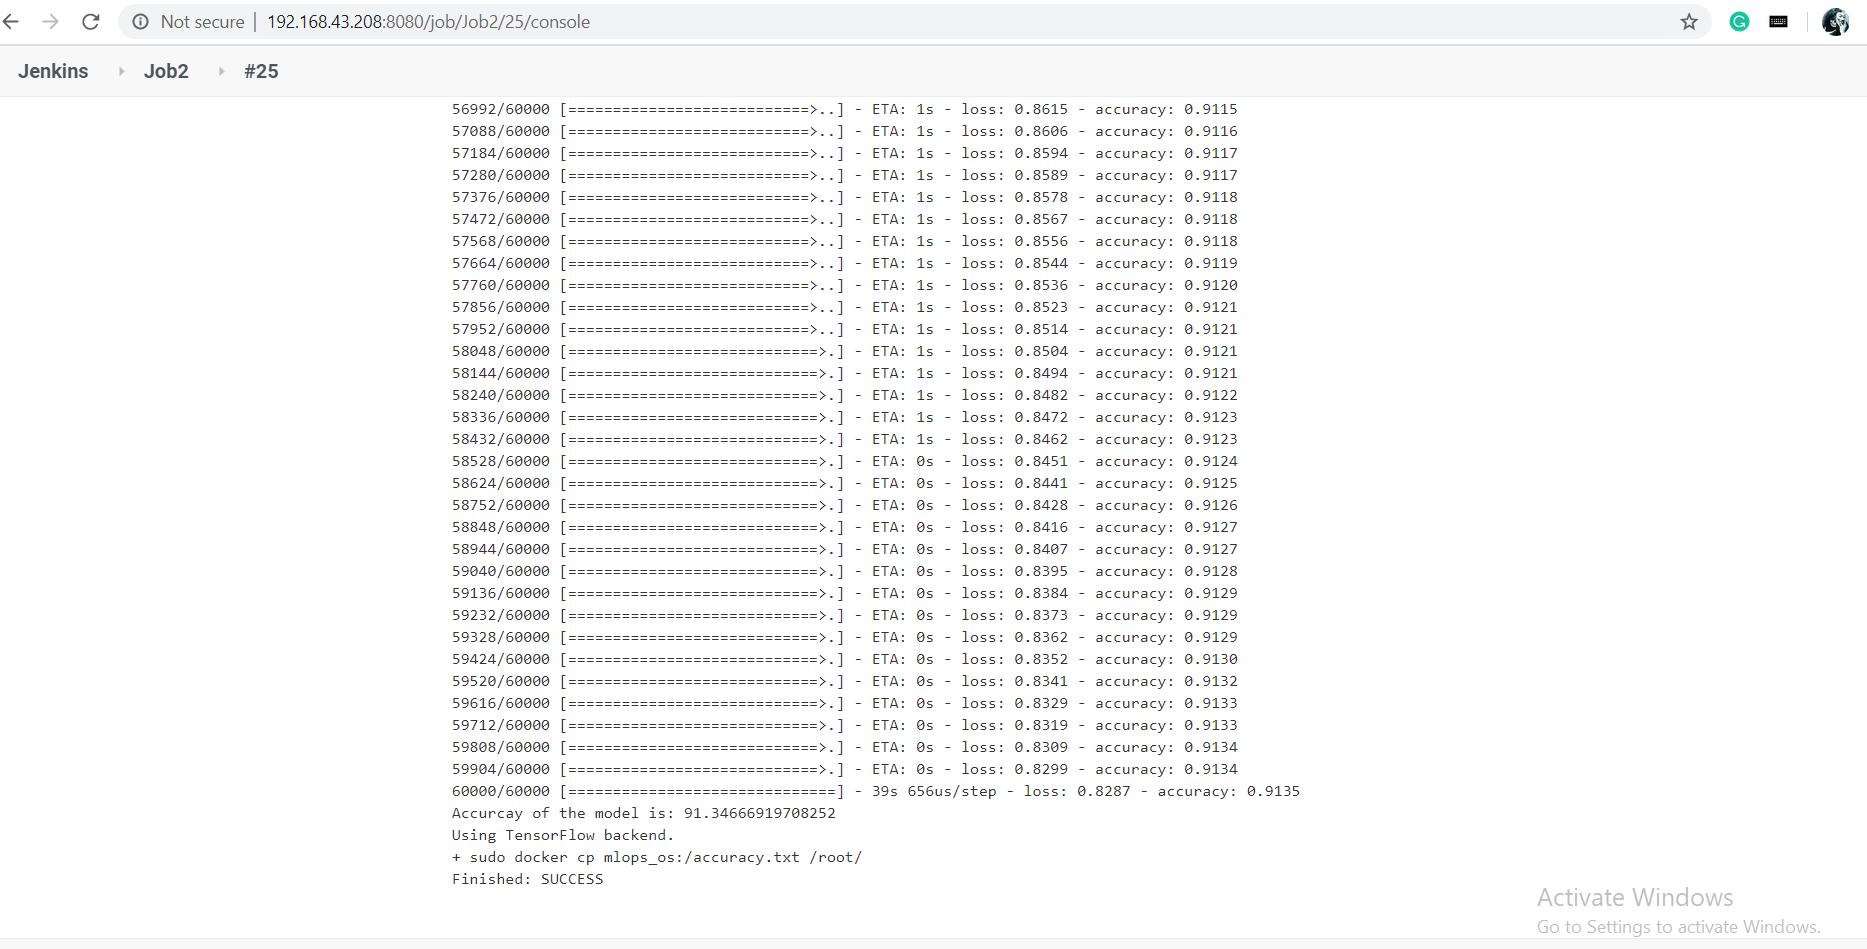 Not secure | 192.168.43.208:8080/job/Job2/25/console
Jenkins Job2 #25
56992/60000 [===========================>..] - ETA: 1s - loss: 0.8615 - accuracy: 0.9115
57088/60000 [===========================>..] - ETA: 1s - loss: 0.8606 - accuracy: 0.9116
57184/60000 [===========================>..] - ETA: 1s - loss: 0.8594 - accuracy: 0.9117
57280/60000 [===========================>..] - ETA: 1s - loss: 0.8589 - accuracy: 0.9117
57376/60000 [===========================>..] - ETA: 1s - loss: 0.8578 - accuracy: 0.9118
57472/60000 [===========================>..] - ETA: 1s - loss: 0.8567 - accuracy: 0.9118
57568/60000 [===========================>..] - ETA: 1s - loss: 0.8556 - accuracy: 0.9118
57664/60000 [===========================>..] - ETA: 1s - loss: 0.8544 - accuracy: 0.9119
57760/60000 [===========================>..] - ETA: 1s - loss: 0.8536 - accuracy: 0.9120
57856/60000 [===========================>..] - ETA: 1s - loss: 0.8523 - accuracy: 0.9121
57952/60000 [===========================>..] - ETA: 1s - loss: 0.8514 - accuracy: 0.9121
58048/60000 [============================>.] - ETA: 1s - loss: 0.8504 - accuracy: 0.9121
58144/60000 [============================>.] - ETA: 1s - loss: 0.8494 - accuracy: 0.9121
58240/60000 [============================>.] - ETA: 1s - loss: 0.8482 - accuracy: 0.9122
58336/60000 [============================>.] - ETA: 1s - loss: 0.8472 - accuracy: 0.9123
58432/60000 [============================>.] - ETA: 1s - loss: 0.8462 - accuracy: 0.9123
58528/60000 [============================>.] - ETA: 0s - loss: 0.8451 - accuracy: 0.9124
58624/60000 [============================>.] - ETA: 0s - loss: 0.8441 - accuracy: 0.9125
58752/60000 [============================>.] - ETA: 0s - loss: 0.8428 - accuracy: 0.9126
58848/60000 [============================>.] - ETA: 0s - loss: 0.8416 - accuracy: 0.9127
58944/60000 [============================>.] - ETA: 0s - loss: 0.8407 - accuracy: 0.9127
59040/60000 [============================>.] - ETA: 0s - loss: 0.8395 - accuracy: 0.9128
59136/60000 [============================>.] - ETA: 0s - loss: 0.8384 - accuracy: 0.9129
59232/60000 [============================>.] - ETA: 0s - loss: 0.8373 - accuracy: 0.9129
59328/60000 [============================>.] - ETA: 0s - loss: 0.8362 - accuracy: 0.9129
59424/60000 [============================>.] - ETA: 0s - loss: 0.8352 - accuracy: 0.9130
59520/60000 [============================>.] - ETA: 0s - loss: 0.8341 - accuracy: 0.9132
59616/60000 [============================>.] - ETA: 0s - loss: 0.8329 - accuracy: 0.9133
59712/60000 [============================>.] - ETA: 0s - loss: 0.8319 - accuracy: 0.9133
59808/60000 [============================>.] - ETA: 0s - loss: 0.8309 - accuracy: 0.9134
59904/60000 [============================>.] - ETA: 0s - loss: 0.8299 - accuracy: 0.9134
60000/60000 [==============================] - 39s 656us/step - loss: 0.8287 - accuracy: 0.9135
Accurcay of the model is: 91.34666919708252
Using TensorFlow backend.
+ sudo docker cp mlops_os:/accuracy.txt /root/
Finished: SUCCESS
Activate Windows
Go to Settings to activate Windows.